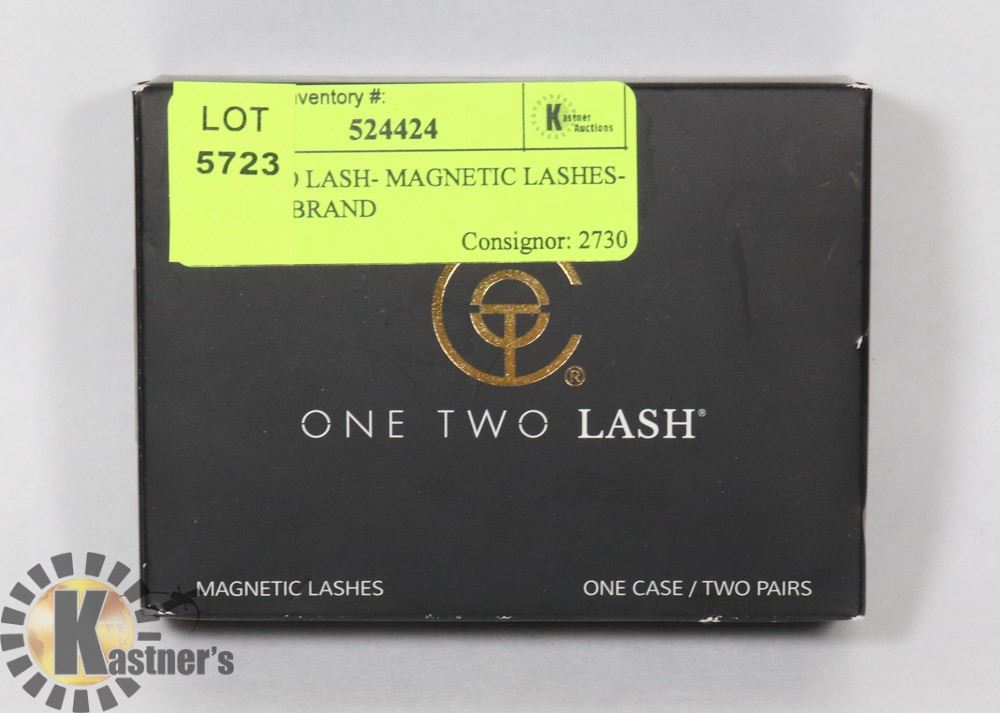 LOT
5723
nventory #:
524424
Kastner
Auctions
LASH- MAGNETIC LASHES-
BRAND
Consignor: 2730
®
ONE TWO LASH®
MAGNETIC LASHES
ONE CASE / TWO PAIRS
Kastner's